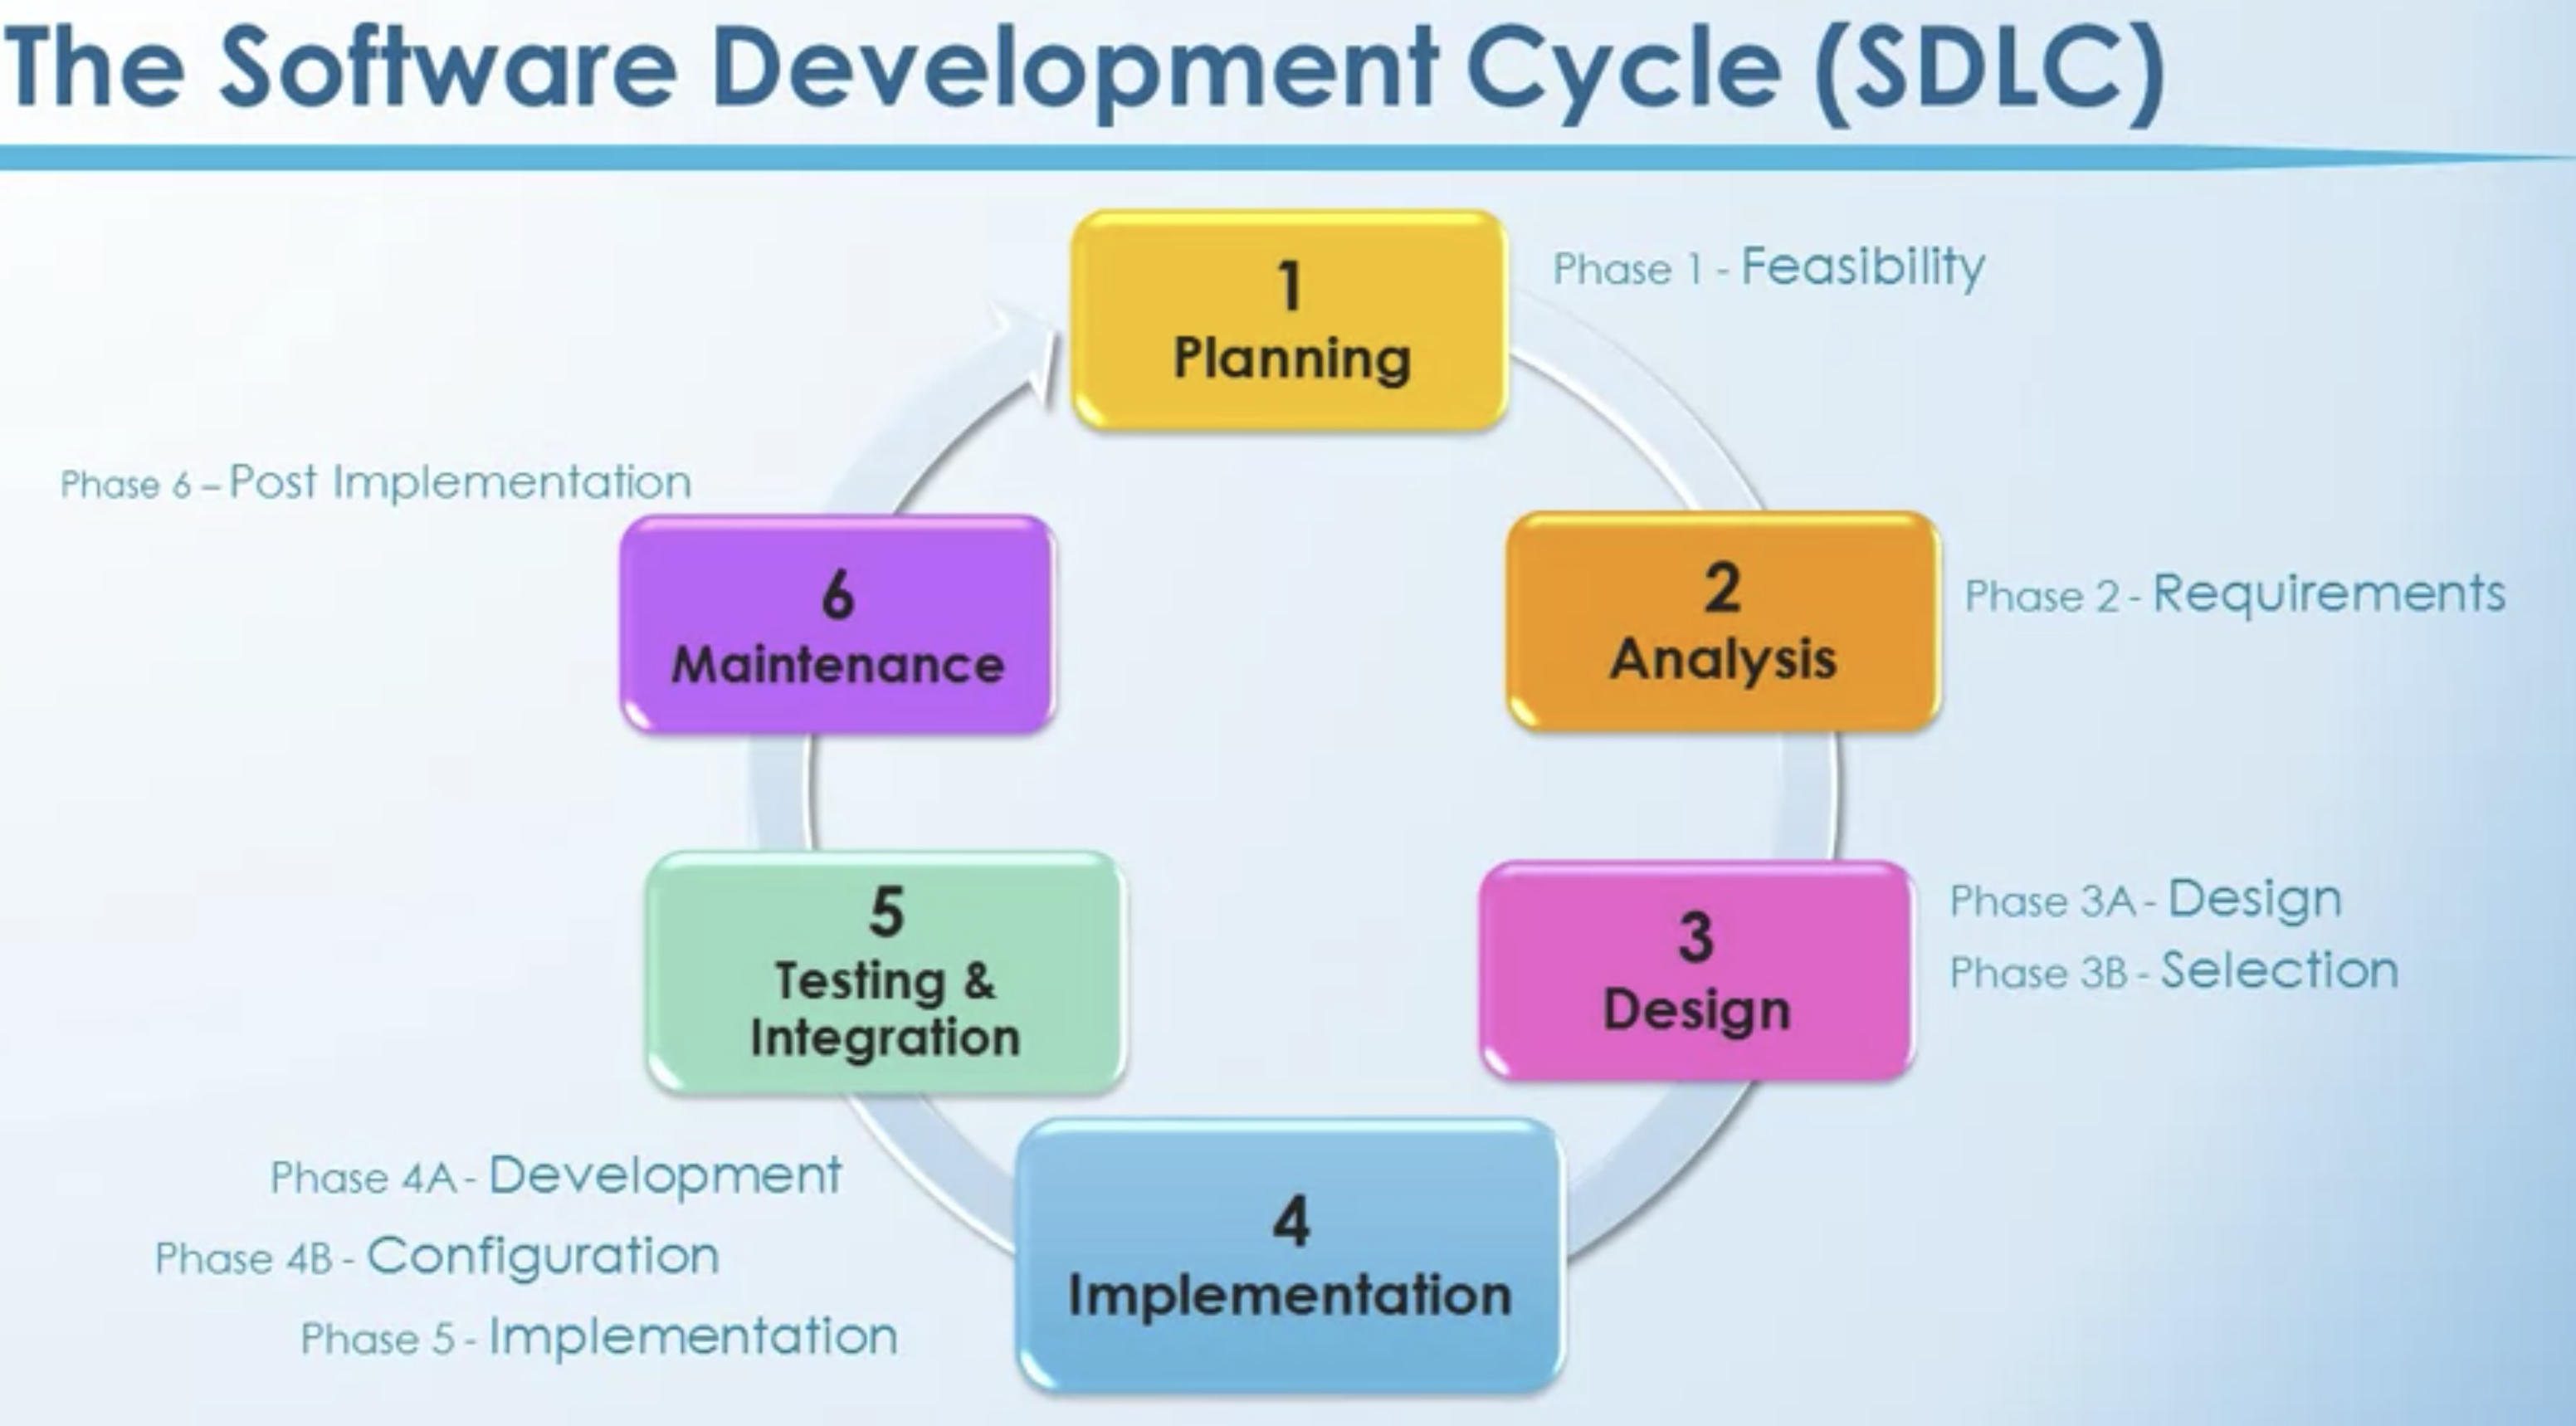 The Software Development Cycle (SDLC)
1
Planning
Phase 1 - Feasibility
2
Analysis
Phase 2 - Requirements
3
Design
Phase 3A - Design
Phase 3B - Selection
4
Implementation
Phase 4A - Development
Phase 4B - Configuration
Phase 5 - Implementation
5
Testing &
Integration
6
Maintenance
Phase 6 – Post Implementation